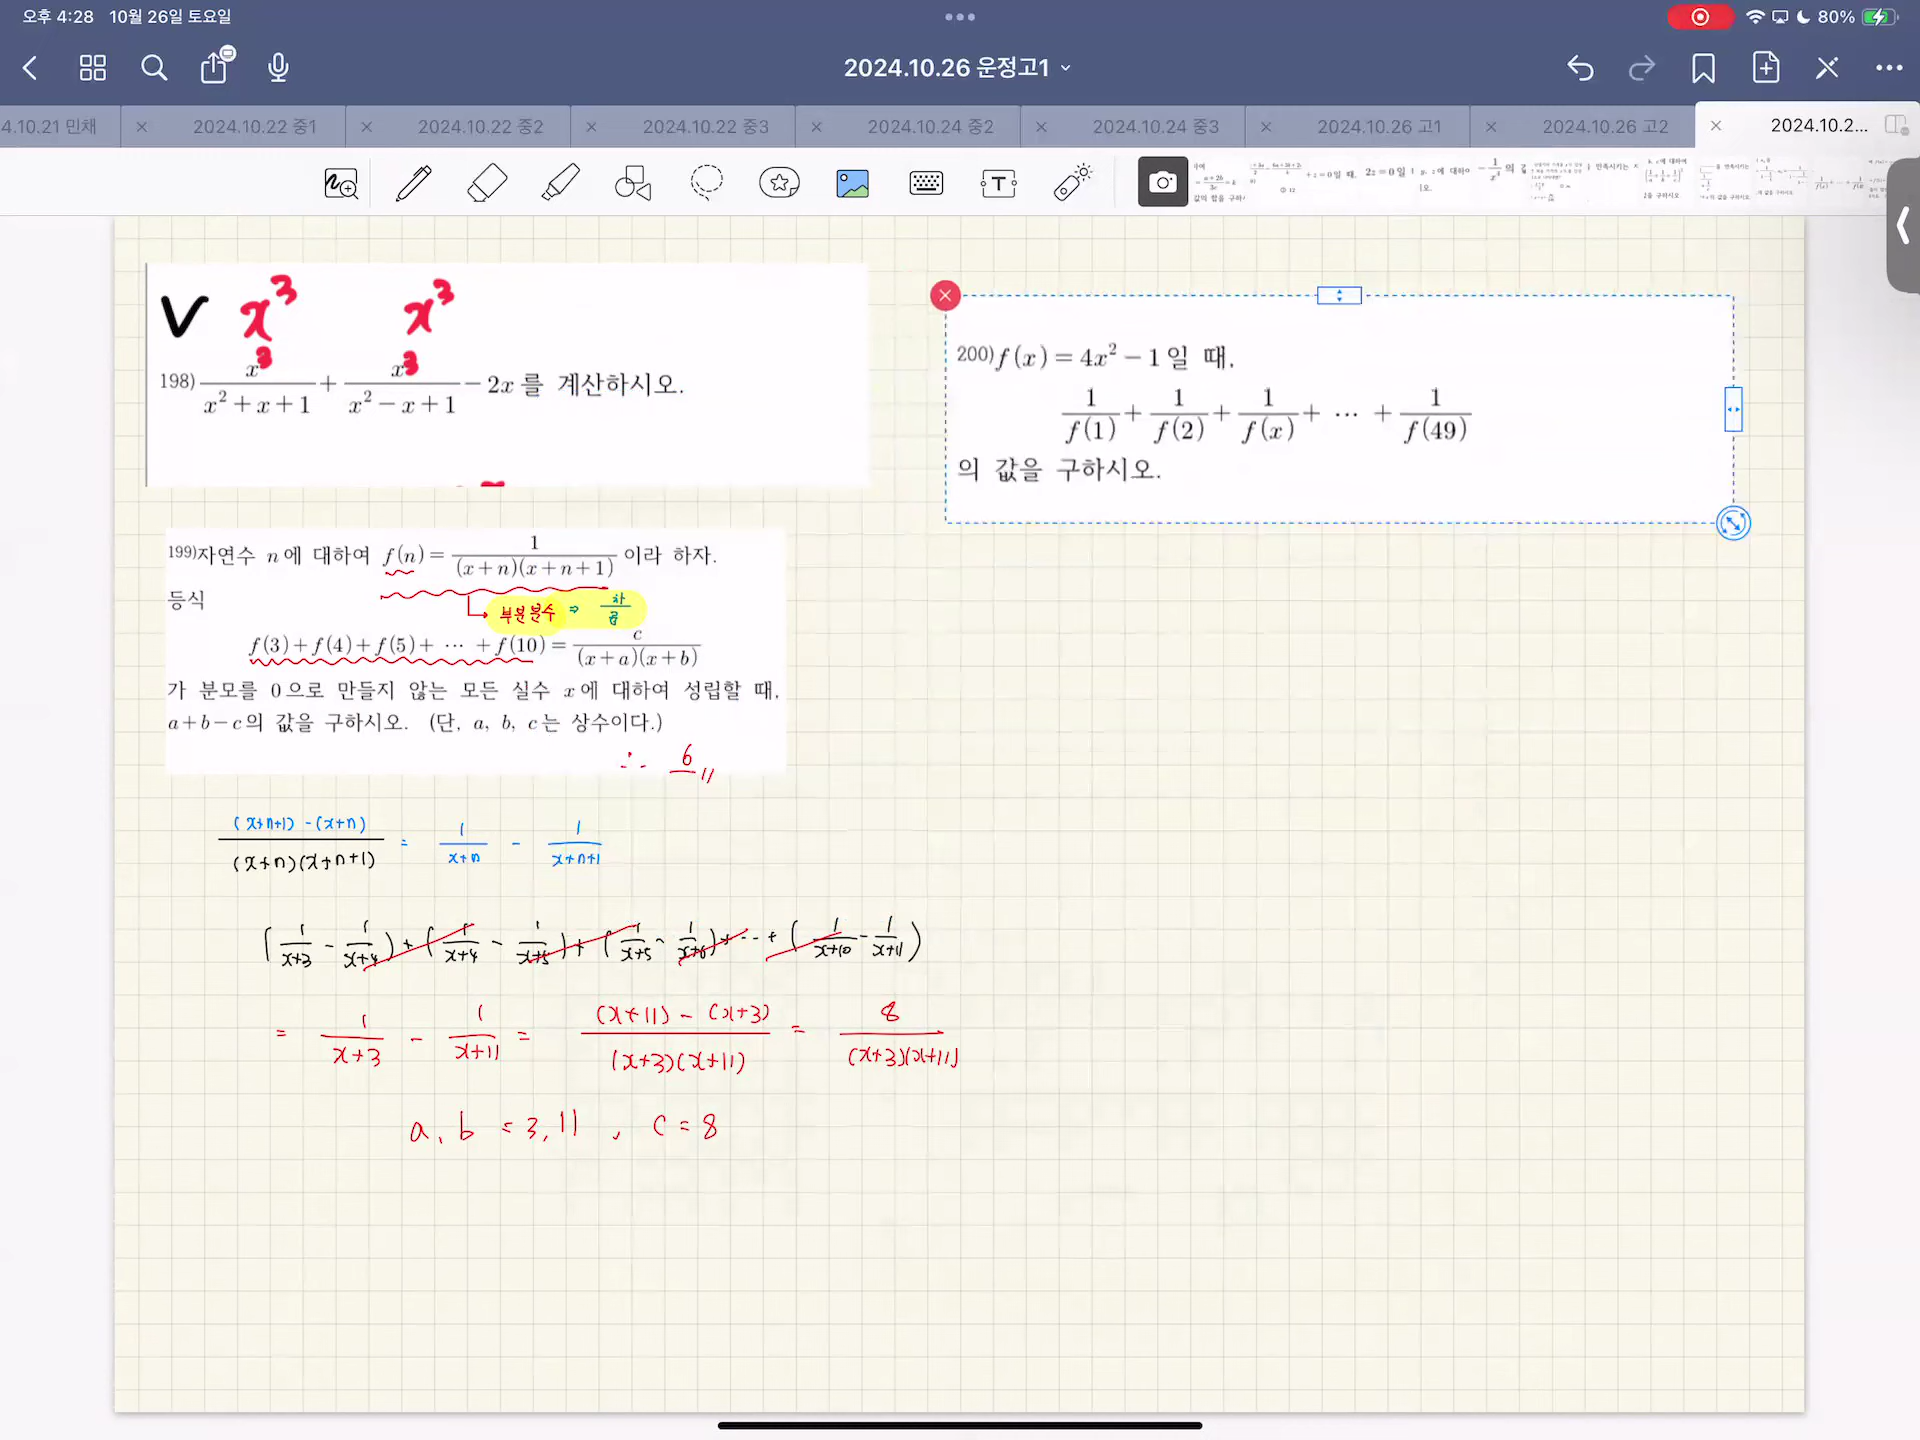 오후 4:28 10월 26일 토요일
80%
2024.10.26 운정고1
4.10.21 민채
2024.10.22 중1
2024.10.22 중2
2024.10.22 중3
2024.10.24 중2
2024.10.24 중3
2024.10.26 고1
2024.10.26 고2
2024.10.2...
V x³ x³
198) x³/(x²+x+1) + x³/(x²−x+1) − 2x를 계산하시오.
199)자연수 n에 대하여 f(n) = 1/((x+n)(x+n+1)) 이라 하자.
등식
부분분수 ⇒ 차/곱
f(3)+f(4)+f(5)+ ⋯ +f(10) = c/((x+a)(x+b))
가 분모를 0으로 만들지 않는 모든 실수 x에 대하여 성립할 때,
a+b−c의 값을 구하시오. (단, a, b, c는 상수이다.)
∴ 6
((x+n+1)-(x+n))/((x+n)(x+n+1)) = 1/(x+n) - 1/(x+n+1)
(1/(x+3) - 1/(x+4)) + (1/(x+4) - 1/(x+5)) + (1/(x+5) - 1/(x+6)) + ⋯ + (1/(x+10) - 1/(x+11))
= 1/(x+3) - 1/(x+11) = ((x+11) - (x+3))/((x+3)(x+11)) = 8/((x+3)(x+11))
a, b = 3, 11 , c = 8
200)f(x) = 4x² − 1일 때,
1/f(1) + 1/f(2) + 1/f(x) + ⋯ + 1/f(49)
의 값을 구하시오.